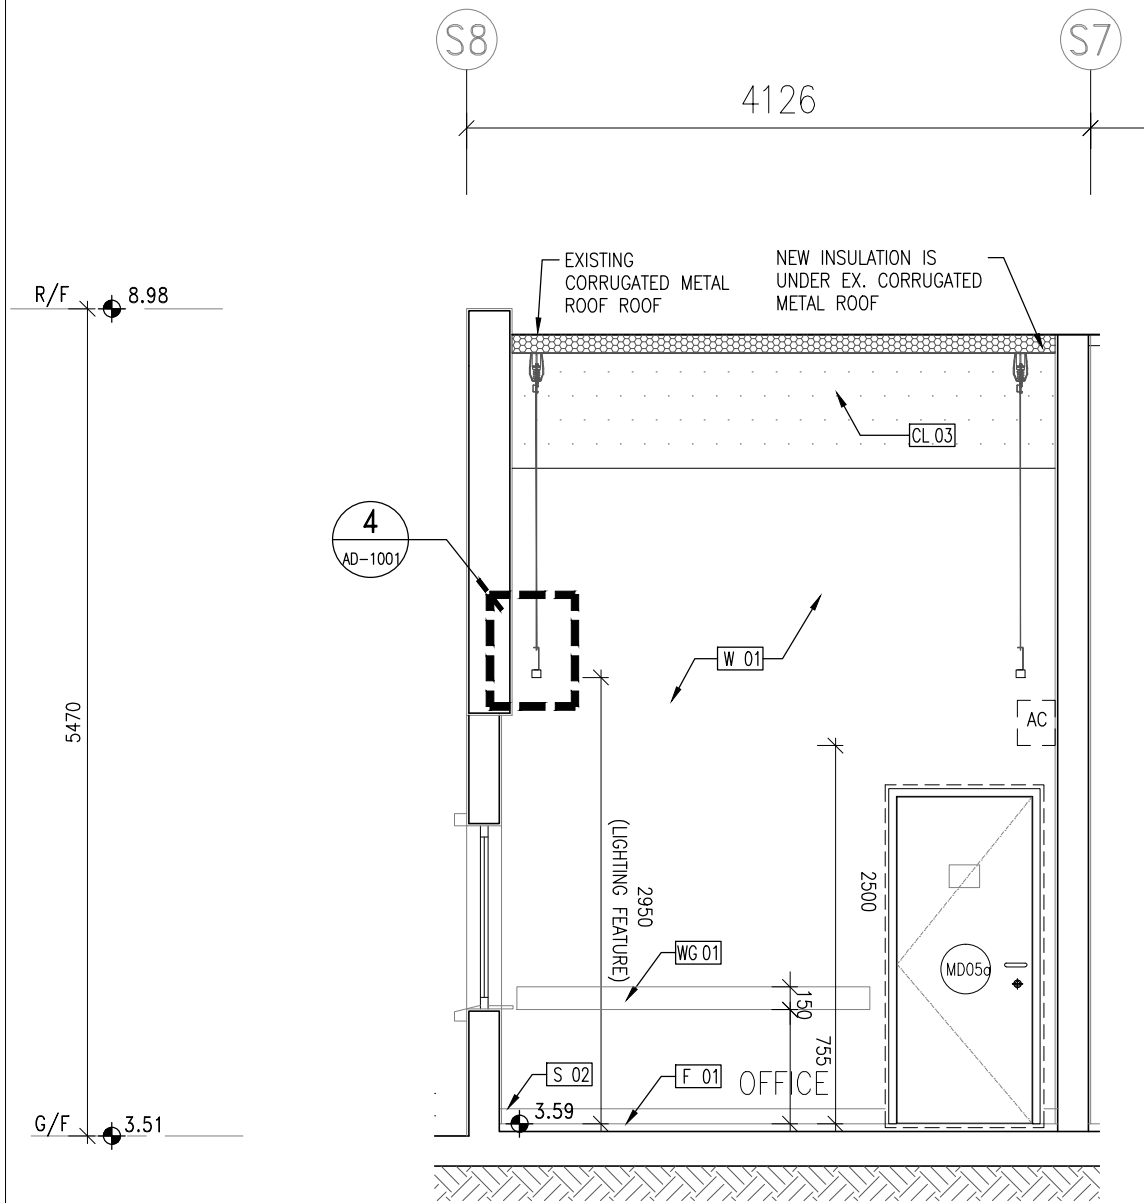 S8
S7
4126
EXISTING
CORRUGATED METAL
ROOF ROOF
NEW INSULATION IS
UNDER EX. CORRUGATED
METAL ROOF
R/F
8.98
CL 03
4
AD-1001
W 01
AC
5470
2950
(LIGHTING FEATURE)
2500
WG 01
MD05a
150
755
S 02
F 01
OFFICE
3.59
G/F
3.51